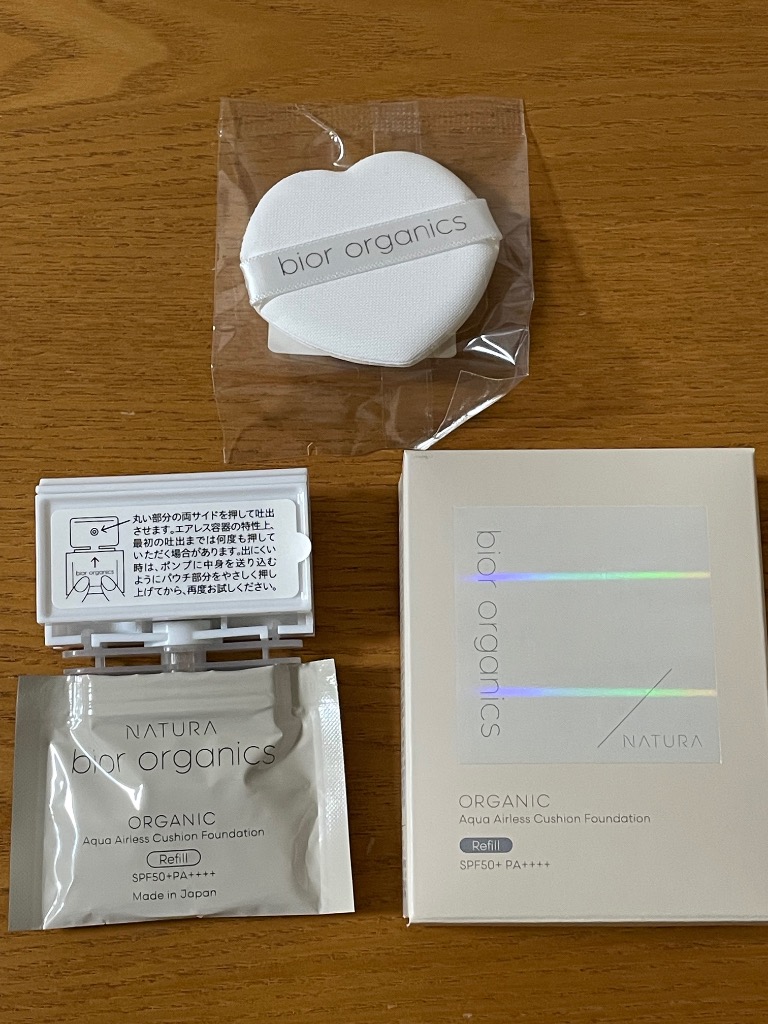 bior organics
丸い部分の両サイドを押して吐出
させます。エアレス容器の特性上、
最初の吐出までは何度も押して
いただく場合があります。出にくい
時は、ポンプに中身を送り込む
ようにパウチ部分をやさしく押し
上げてから、再度お試しください。
bior organics
NATURA
bior organics
ORGANIC
Aqua Airless Cushion Foundation
Refill
SPF50+PA++++
Made in Japan
bior organics
NATURA
ORGANIC
Aqua Airless Cushion Foundation
Refill
SPF50+ PA++++